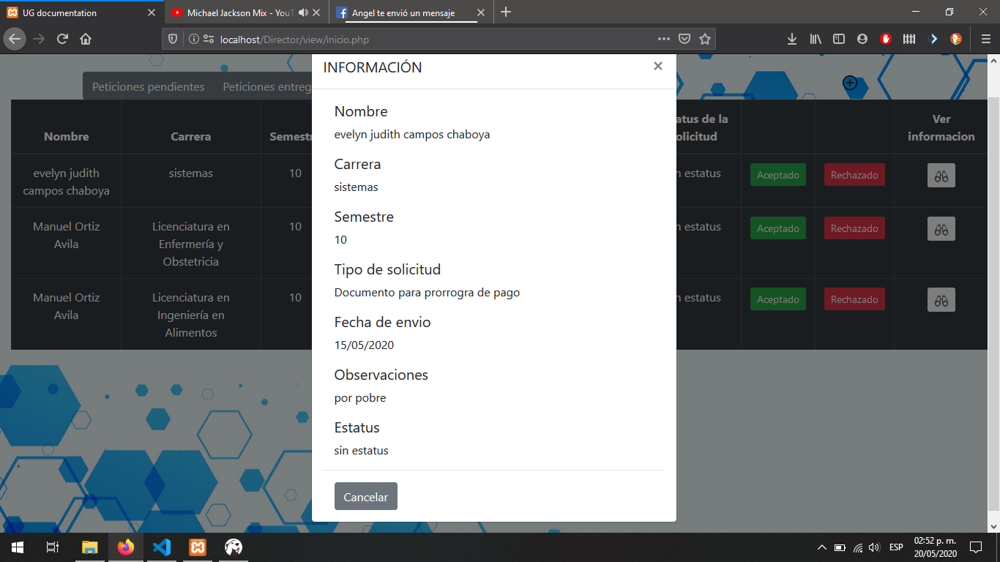 UG documentation
Michael Jackson Mix - YouT
Angel te envió un mensaje
localhost/Director/view/inicio.php
INFORMACIÓN
Peticiones pendientes
Peticiones entreg
Nombre
Carrera
Semestr
atus de la
olicitud
Ver
informacion
evelyn judith
campos chaboya
sistemas
10
n estatus
Aceptado
Rechazado
Manuel Ortiz
Avila
Licenciatura en
Enfermería y
Obstetricia
10
n estatus
Aceptado
Rechazado
Manuel Ortiz
Avila
Licenciatura en
Ingeniería en
Alimentos
10
n estatus
Aceptado
Rechazado
Nombre
evelyn judith campos chaboya
Carrera
sistemas
Semestre
10
Tipo de solicitud
Documento para prorrogra de pago
Fecha de envio
15/05/2020
Observaciones
por pobre
Estatus
sin estatus
Cancelar
ESP
02:52 p. m.
20/05/2020